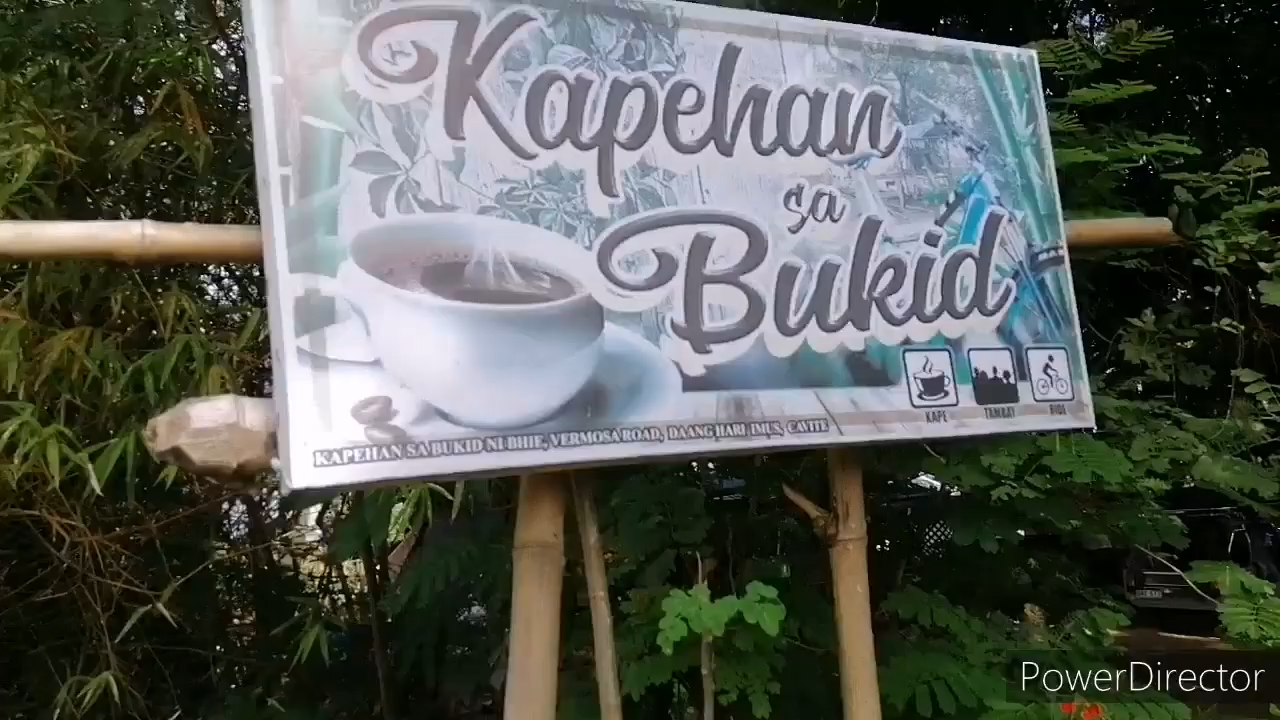 Kapehan
sa
Bukid
KAPE
TAMBAY
RIDE
KAPEHAN SA BUKID NI BHIE, VERMOSA ROAD, DAANG HARI IMUS, CAVITE
PowerDirector